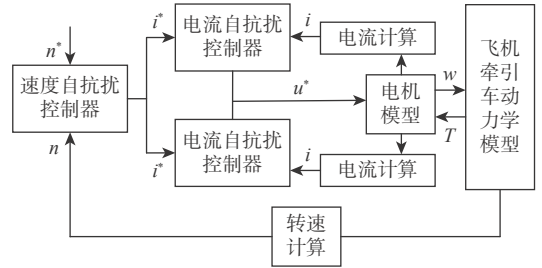 n*
速度自抗扰
控制器
n
i*
i*
电流自抗扰
控制器
u*
电流自抗扰
控制器
i
电流计算
电机
模型
i
电流计算
w
T
飞机
牵引
车动
力学
模型
转速
计算